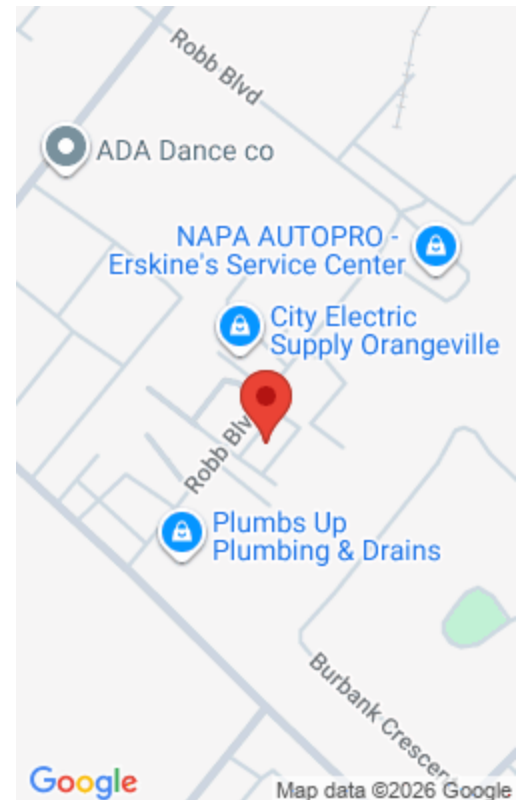 Robb Blvd
ADA Dance co
NAPA AUTOPRO -
Erskine's Service Center
City Electric
Supply Orangeville
Robb Blv
Plumbs Up
Plumbing & Drains
Burbank Crescent
Google
Map data ©2026 Google